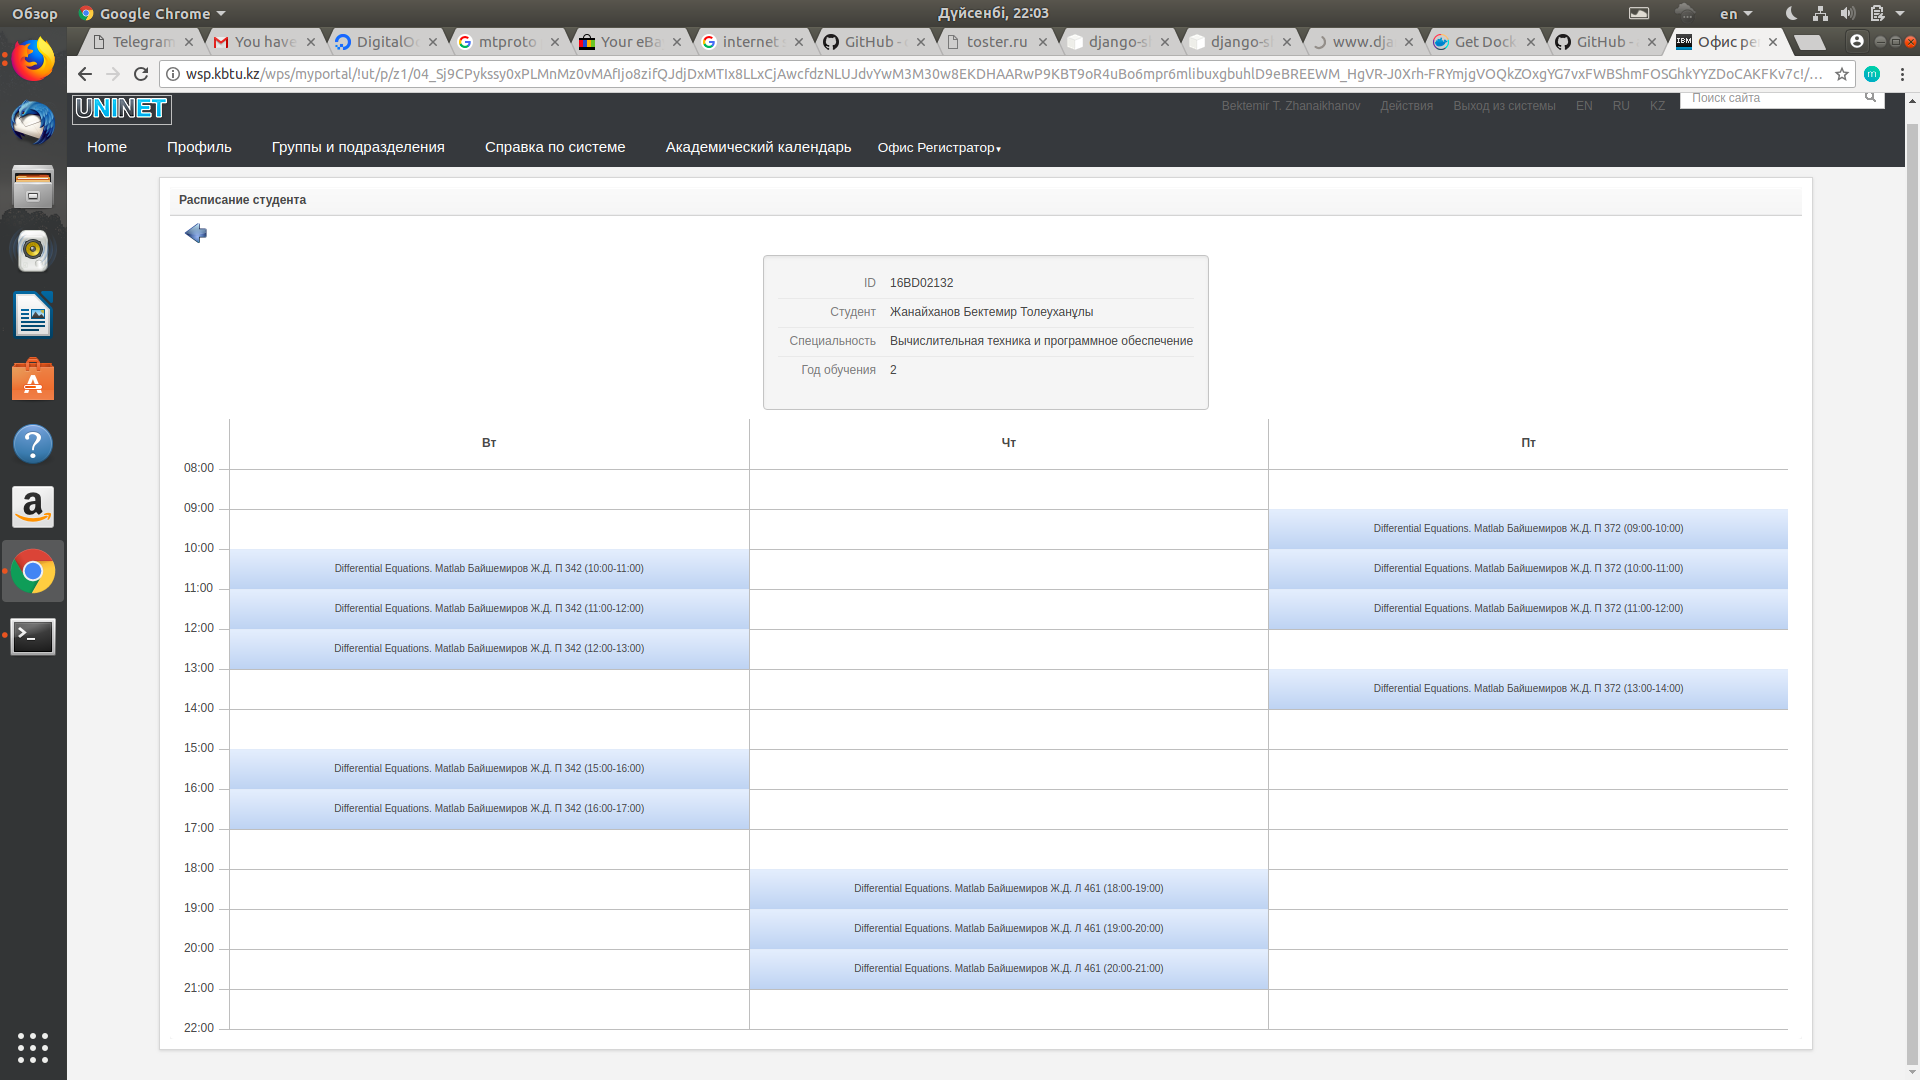 Обзор Google Chrome Дүйсенбі, 22:03 en
Telegram You have DigitalO mtproto Your eBa internet GitHub - toster.ru django-s django-s www.dja Get Dock GitHub - IBM Офис ре
wsp.kbtu.kz/wps/myportal/!ut/p/z1/
UNINET Bektemir T. Zhanaikhanov Действия Выход из системы EN RU KZ Поиск сайта
Home Профиль Группы и подразделения Справка по системе Академический календарь Офис Регистратор
Расписание студента
ID 16BD02132
Студент Жанайханов Бектемир Толеуханұлы
Специальность Вычислительная техника и программное обеспечение
Год обучения 2
Вт Чт Пт
08:00
09:00
Differential Equations. Matlab Байшемиров Ж.Д. П 372 (09:00-10:00)
10:00
Differential Equations. Matlab Байшемиров Ж.Д. П 342 (10:00-11:00) Differential Equations. Matlab Байшемиров Ж.Д. П 372 (10:00-11:00)
11:00
Differential Equations. Matlab Байшемиров Ж.Д. П 342 (11:00-12:00) Differential Equations. Matlab Байшемиров Ж.Д. П 372 (11:00-12:00)
12:00
Differential Equations. Matlab Байшемиров Ж.Д. П 342 (12:00-13:00)
13:00
Differential Equations. Matlab Байшемиров Ж.Д. П 372 (13:00-14:00)
14:00
15:00
Differential Equations. Matlab Байшемиров Ж.Д. П 342 (15:00-16:00)
16:00
Differential Equations. Matlab Байшемиров Ж.Д. П 342 (16:00-17:00)
17:00
18:00
Differential Equations. Matlab Байшемиров Ж.Д. Л 461 (18:00-19:00)
19:00
Differential Equations. Matlab Байшемиров Ж.Д. Л 461 (19:00-20:00)
20:00
Differential Equations. Matlab Байшемиров Ж.Д. Л 461 (20:00-21:00)
21:00
22:00